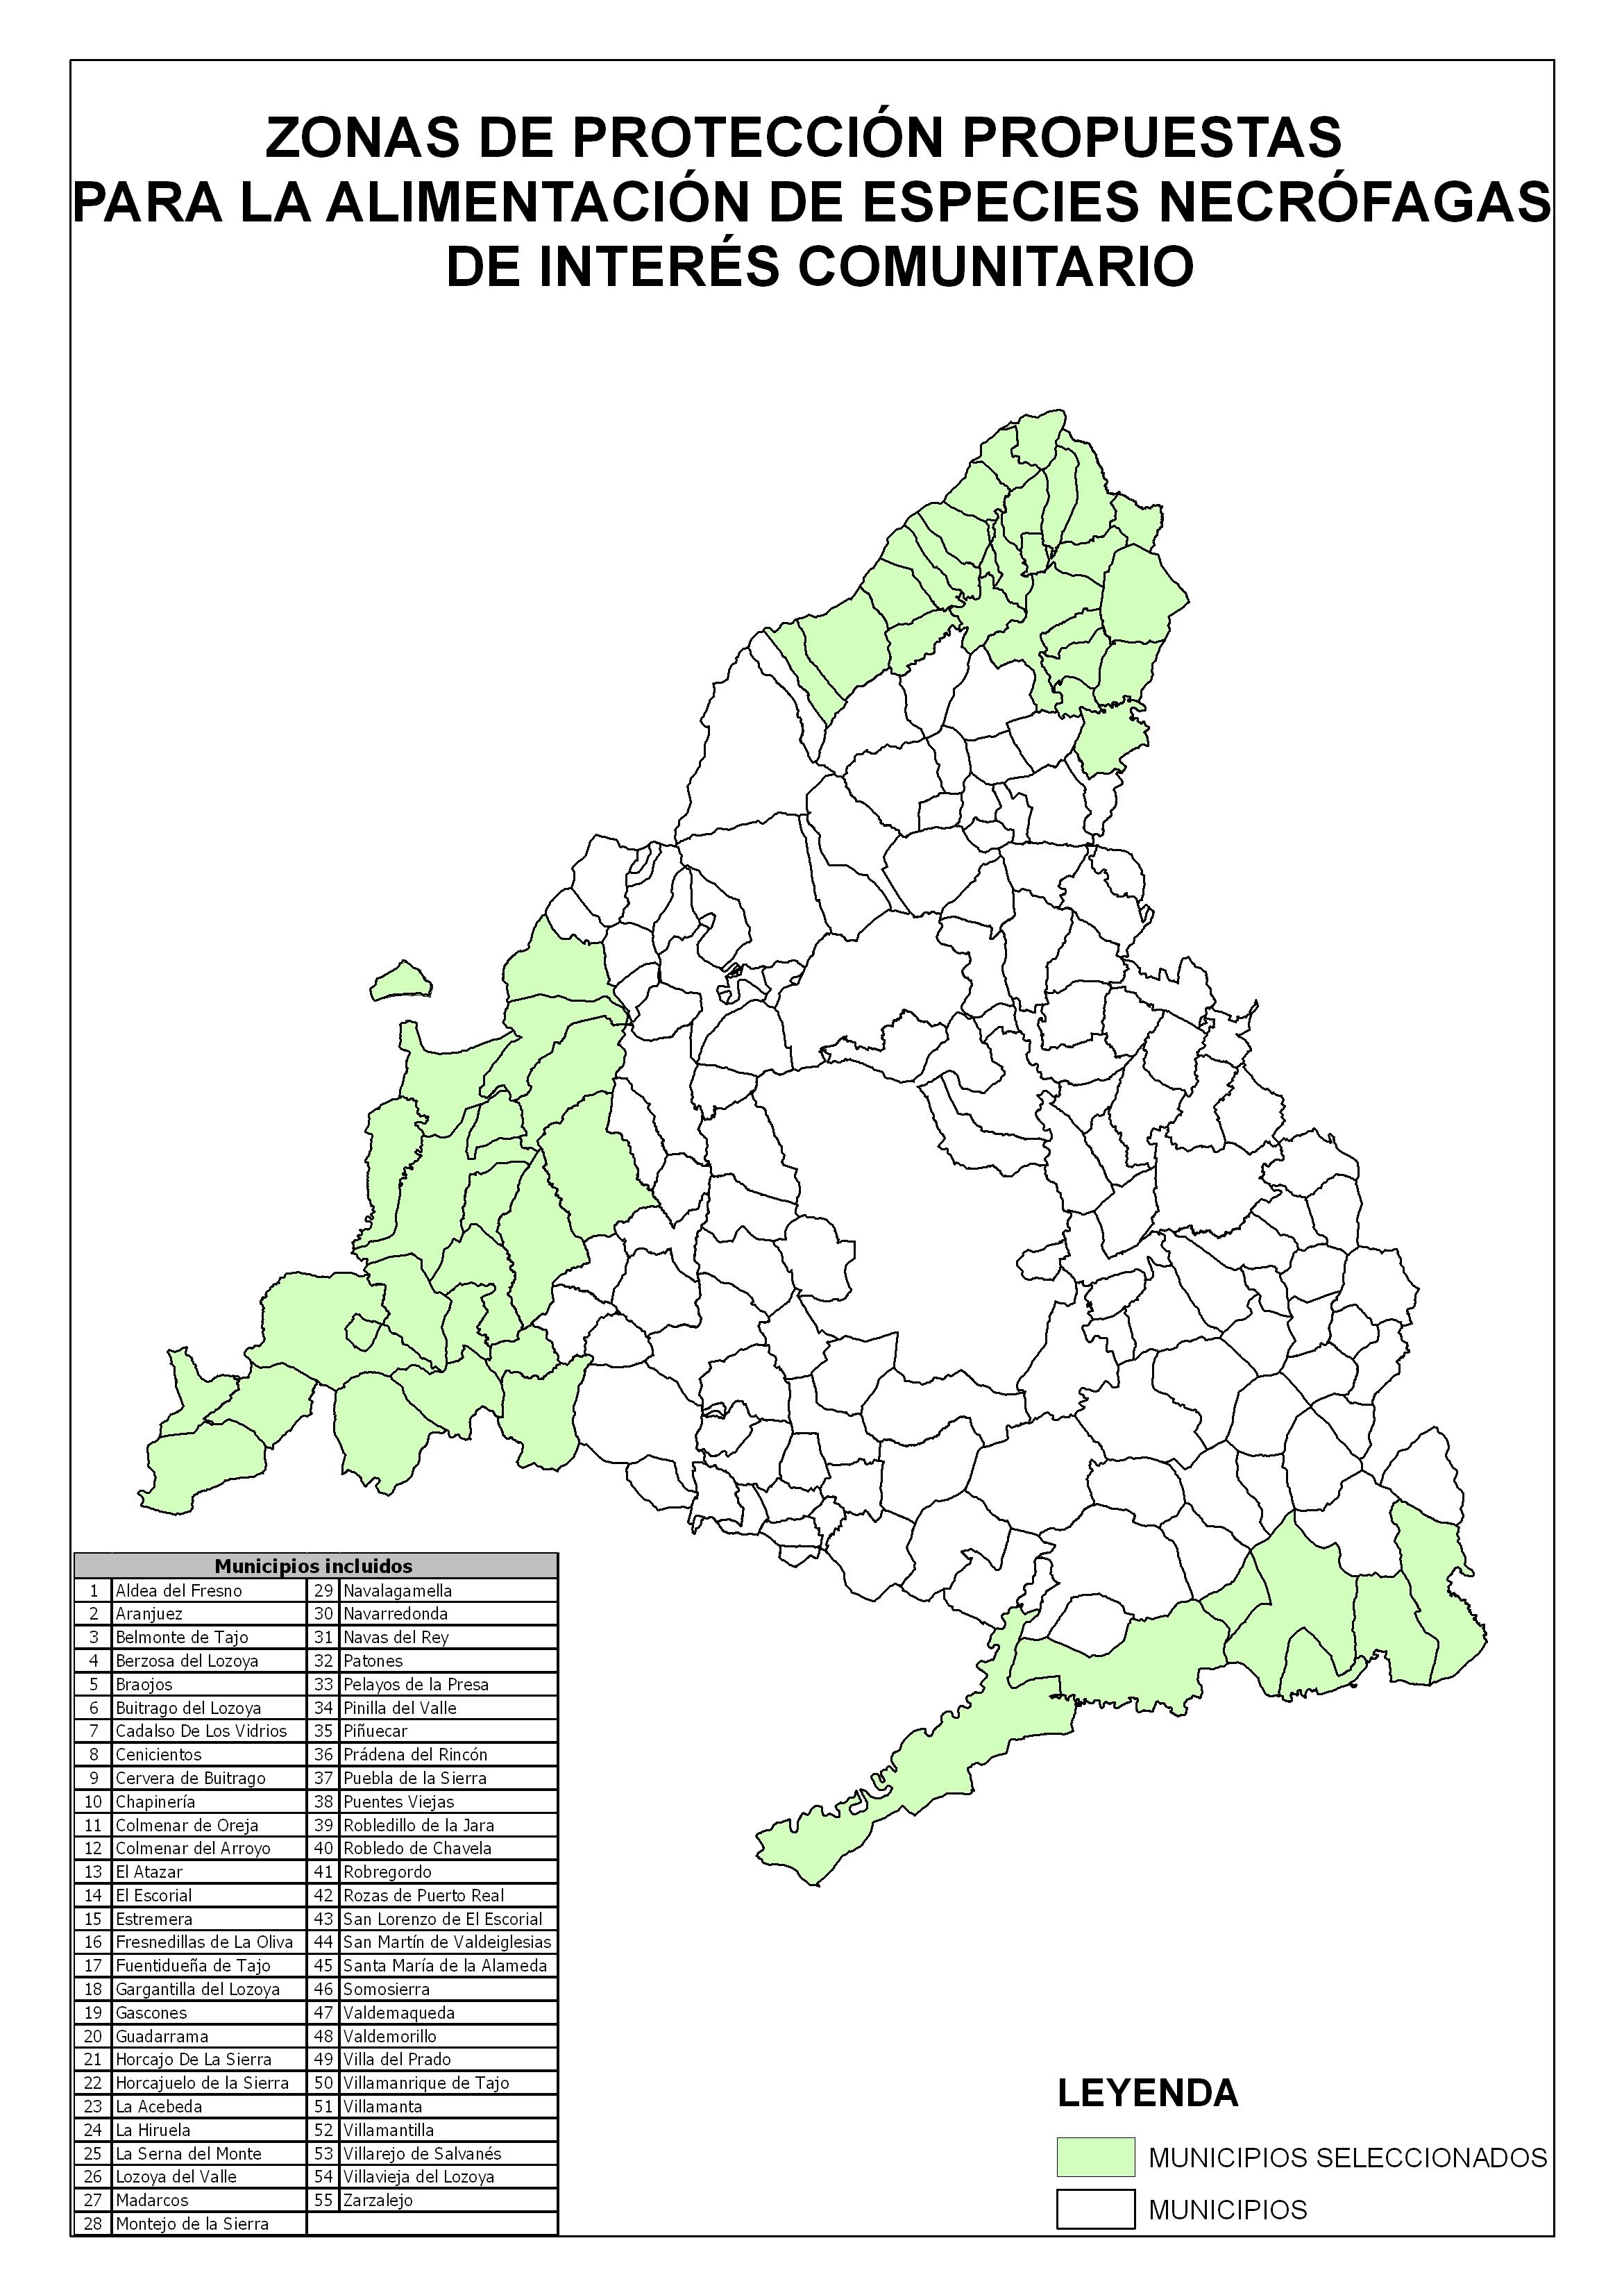 ZONAS DE PROTECCIÓN PROPUESTAS
PARA LA ALIMENTACIÓN DE ESPECIES NECRÓFAGAS
DE INTERÉS COMUNITARIO
Municipios incluidos
1 Aldea del Fresno 29 Navalagamella
2 Aranjuez 30 Navarredonda
3 Belmonte de Tajo 31 Navas del Rey
4 Berzosa del Lozoya 32 Patones
5 Braojos 33 Pelayos de la Presa
6 Buitrago del Lozoya 34 Pinilla del Valle
7 Cadalso De Los Vidrios 35 Piñuecar
8 Cenicientos 36 Prádena del Rincón
9 Cervera de Buitrago 37 Puebla de la Sierra
10 Chapinería 38 Puentes Viejas
11 Colmenar de Oreja 39 Robledillo de la Jara
12 Colmenar del Arroyo 40 Robledo de Chavela
13 El Atazar 41 Robregordo
14 El Escorial 42 Rozas de Puerto Real
15 Estremera 43 San Lorenzo de El Escorial
16 Fresnedillas de La Oliva 44 San Martín de Valdeiglesias
17 Fuentidueña de Tajo 45 Santa María de la Alameda
18 Gargantilla del Lozoya 46 Somosierra
19 Gascones 47 Valdemaqueda
20 Guadarrama 48 Valdemorillo
21 Horcajo De La Sierra 49 Villa del Prado
22 Horcajuelo de la Sierra 50 Villamanrique de Tajo
23 La Acebeda 51 Villamanta
24 La Hiruela 52 Villamantilla
25 La Serna del Monte 53 Villarejo de Salvanés
26 Lozoya del Valle 54 Villavieja del Lozoya
27 Madarcos 55 Zarzalejo
28 Montejo de la Sierra
LEYENDA
MUNICIPIOS SELECCIONADOS
MUNICIPIOS